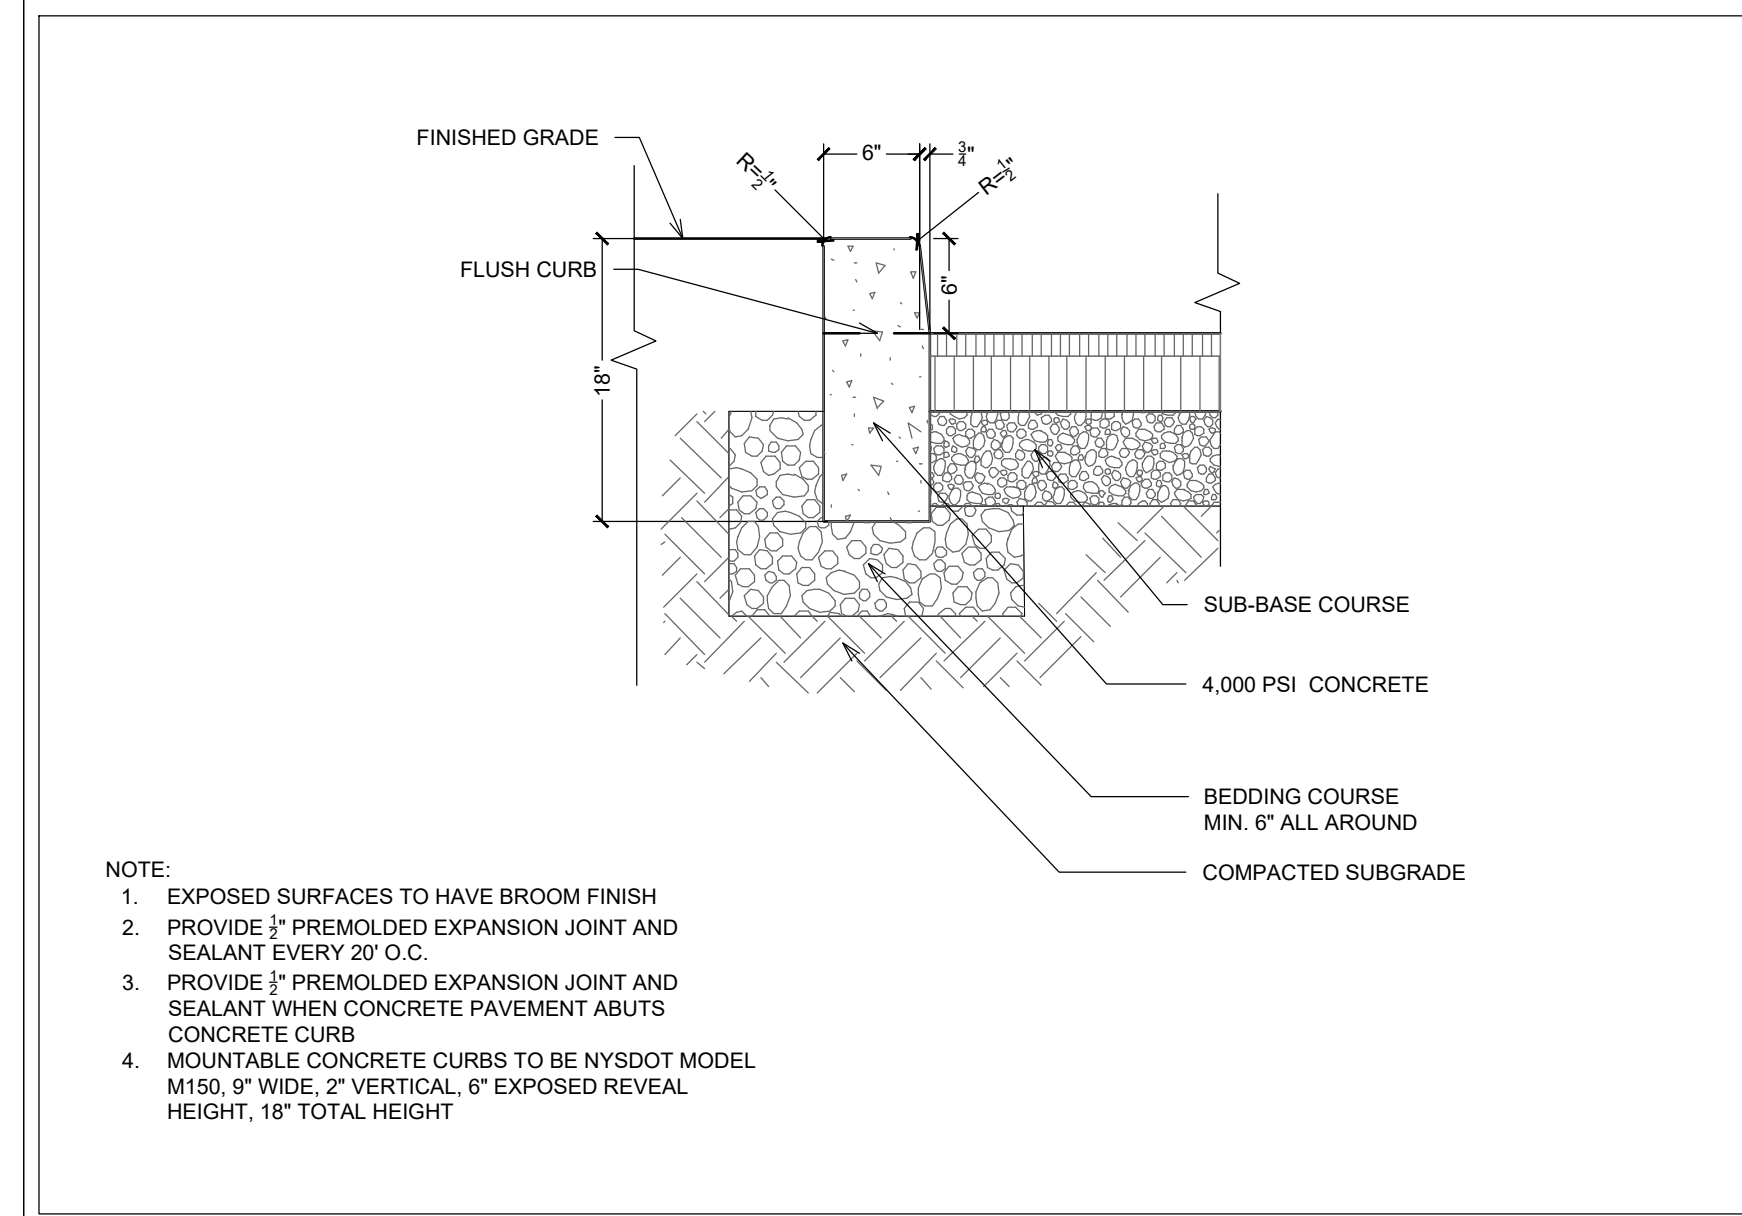 FINISHED GRADE
6"
3/4"
R=1/2"
R=1/2"
FLUSH CURB
6"
18"
SUB-BASE COURSE
4,000 PSI  CONCRETE
BEDDING COURSE
MIN. 6" ALL AROUND
COMPACTED SUBGRADE
NOTE:
1. EXPOSED SURFACES TO HAVE BROOM FINISH
2. PROVIDE 1/2" PREMOLDED EXPANSION JOINT AND
SEALANT EVERY 20' O.C.
3. PROVIDE 1/2" PREMOLDED EXPANSION JOINT AND
SEALANT WHEN CONCRETE PAVEMENT ABUTS
CONCRETE CURB
4. MOUNTABLE CONCRETE CURBS TO BE NYSDOT MODEL
M150, 9" WIDE, 2" VERTICAL, 6" EXPOSED REVEAL
HEIGHT, 18" TOTAL HEIGHT